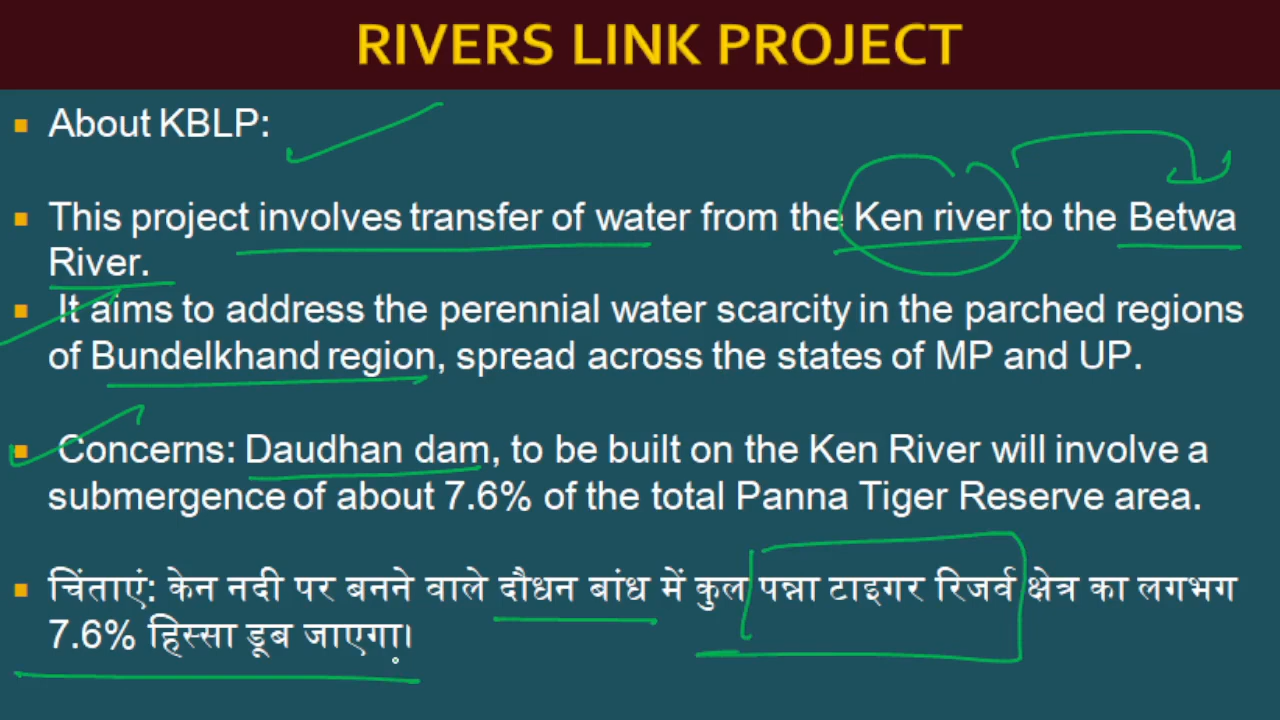 RIVERS LINK PROJECT
About KBLP:
This project involves transfer of water from the Ken river to the Betwa
River.
It aims to address the perennial water scarcity in the parched regions
of Bundelkhand region, spread across the states of MP and UP.
Concerns: Daudhan dam, to be built on the Ken River will involve a
submergence of about 7.6% of the total Panna Tiger Reserve area.
चिंताएं: केन नदी पर बनने वाले दौधन बांध में कुल पन्ना टाइगर रिजर्व क्षेत्र का लगभग
7.6% हिस्सा डूब जाएगा।